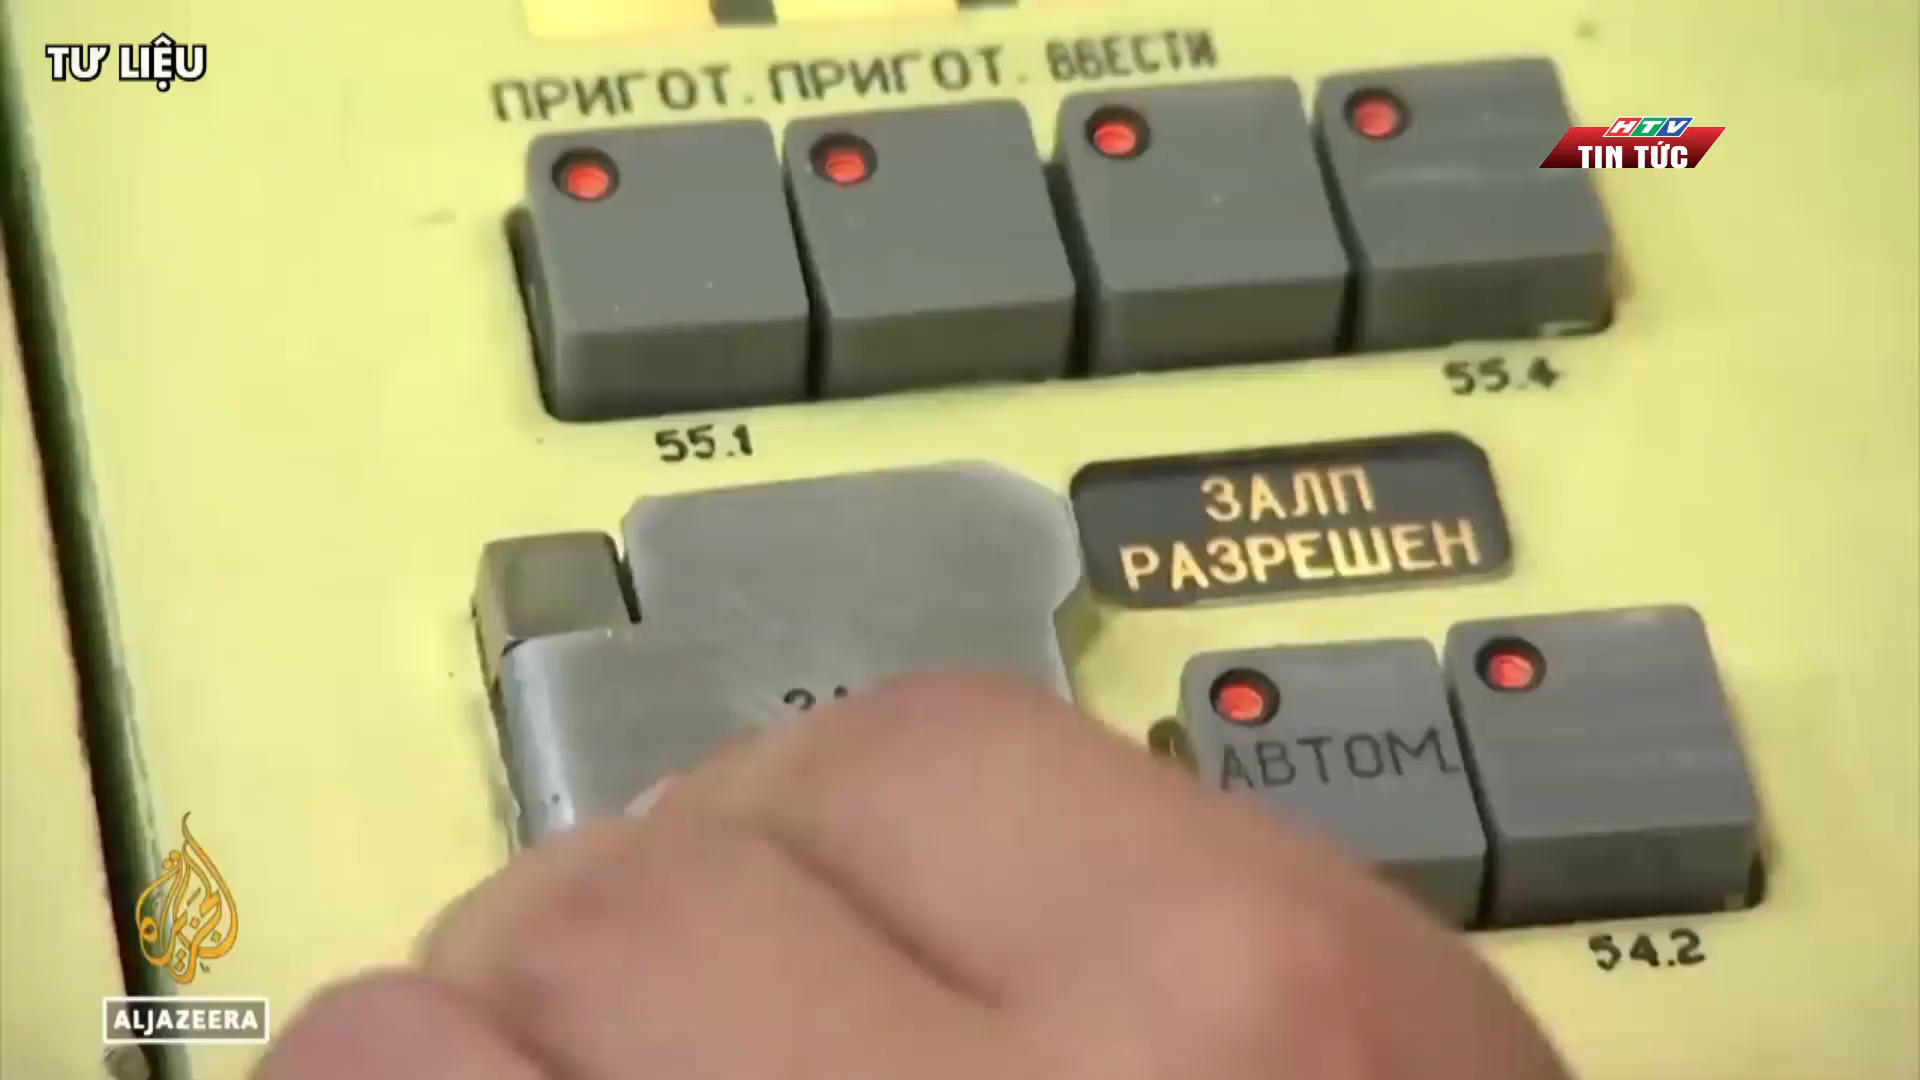 TƯ LIỆU
ПРИГОТ. ПРИГОТ. ВВЕСТИ
HTV
TIN TỨC
55.1
55.4
ЗАЛП
РАЗРЕШЕН
АВТОМ.
54.2
ALJAZEERA